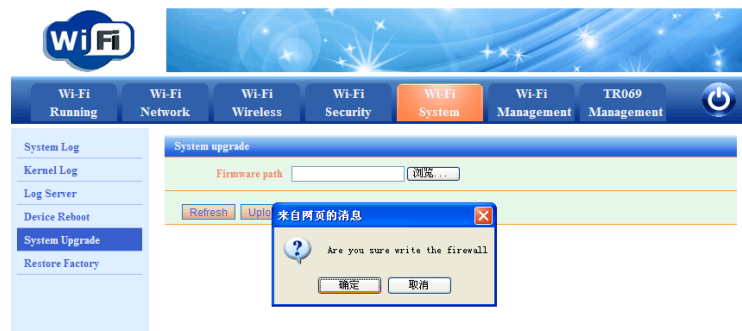 WiFi
Wi-Fi Running
Wi-Fi Network
Wi-Fi Wireless
Wi-Fi Security
Wi-Fi System
Wi-Fi Management
TR069 Management
System Log
Kernel Log
Log Server
Device Reboot
System Upgrade
Restore Factory
System upgrade
Firmware path 浏览...
Refresh Uplo
来自网页的消息
Are you sure write the firewall
确定 取消